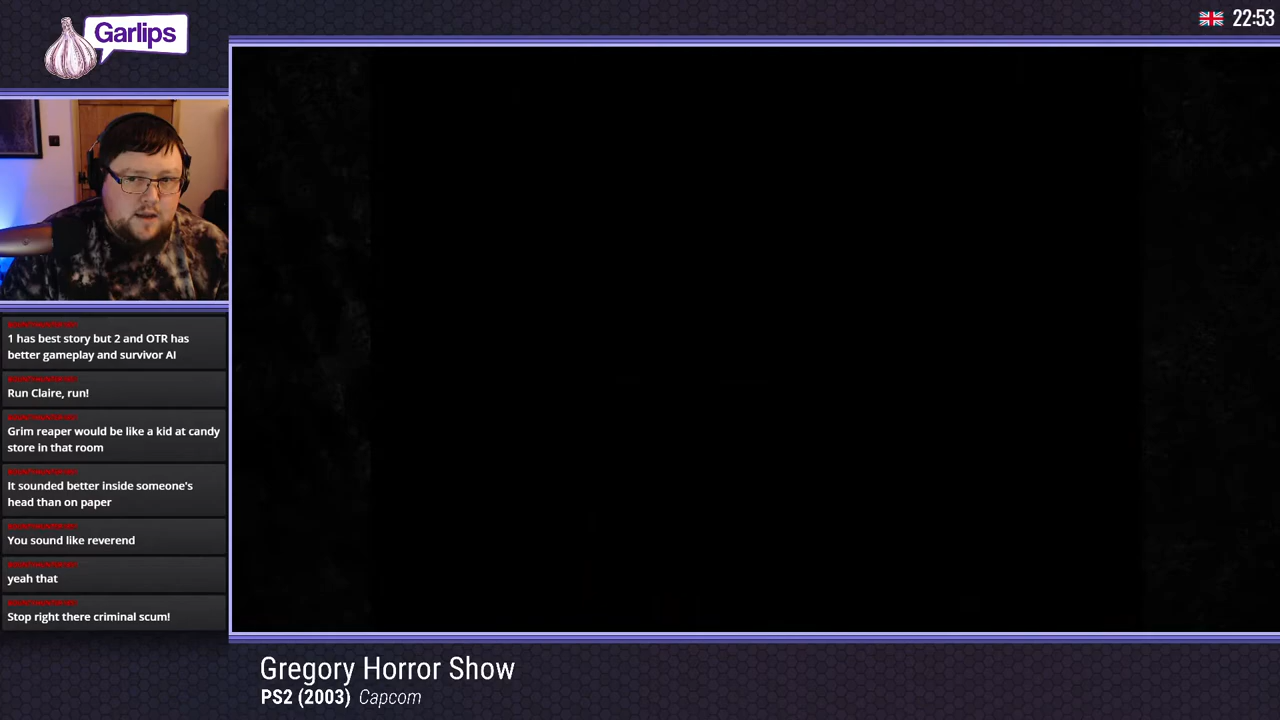 Garlips
22:53
1 has best story but 2 and OTR has
better gameplay and survivor AI
Run Claire, run!
Grim reaper would be like a kid at candy
store in that room
It sounded better inside someone's
head than on paper
You sound like reverend
yeah that
Stop right there criminal scum!
Gregory Horror Show
PS2 (2003) Capcom